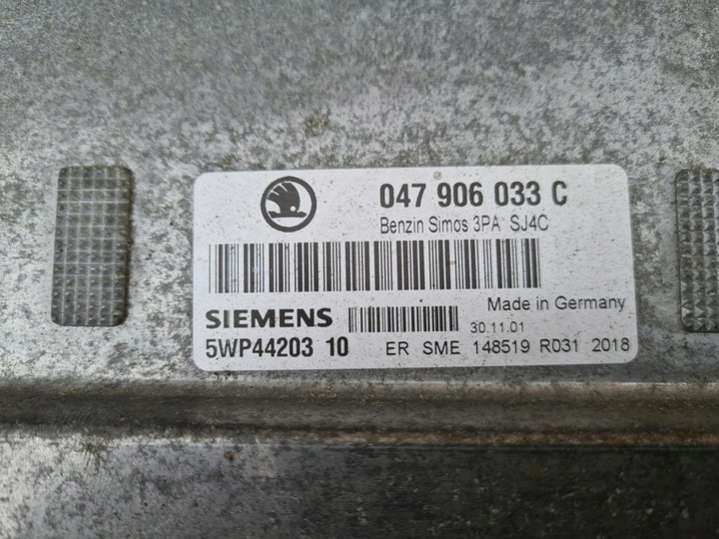 047 906 033 C
Benzin Simos 3PA SJ4C
Made in Germany
SIEMENS
30.11.01
5WP44203 10 ER SME 148519 R031 2018